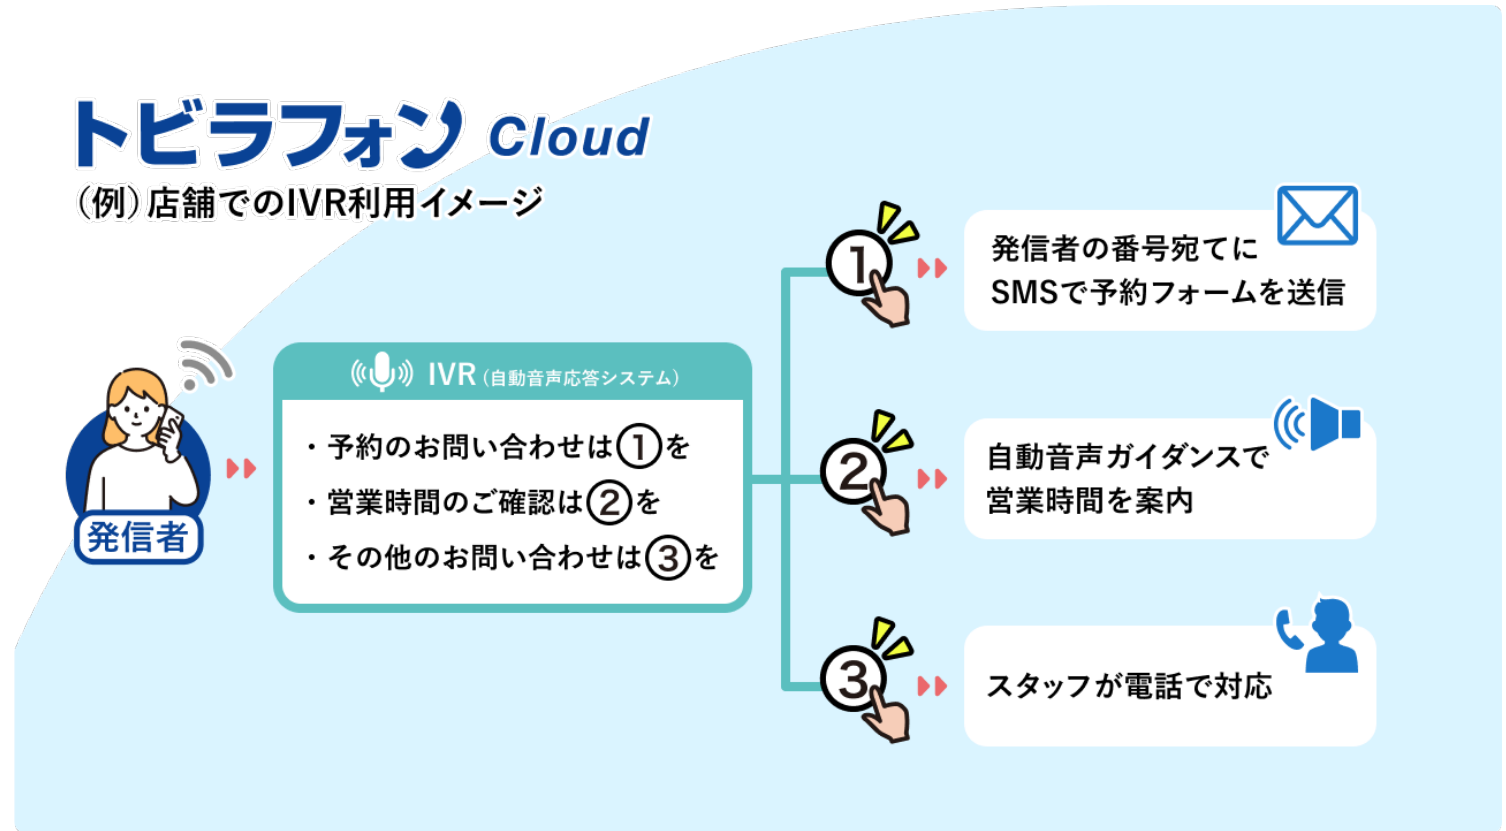 トビラフォン Cloud
（例）店舗でのIVR利用イメージ
発信者
IVR（自動音声応答システム）
・予約のお問い合わせは①を
・営業時間のご確認は②を
・その他のお問い合わせは③を
1
発信者の番号宛てに
SMSで予約フォームを送信
2
自動音声ガイダンスで
営業時間を案内
3
スタッフが電話で対応